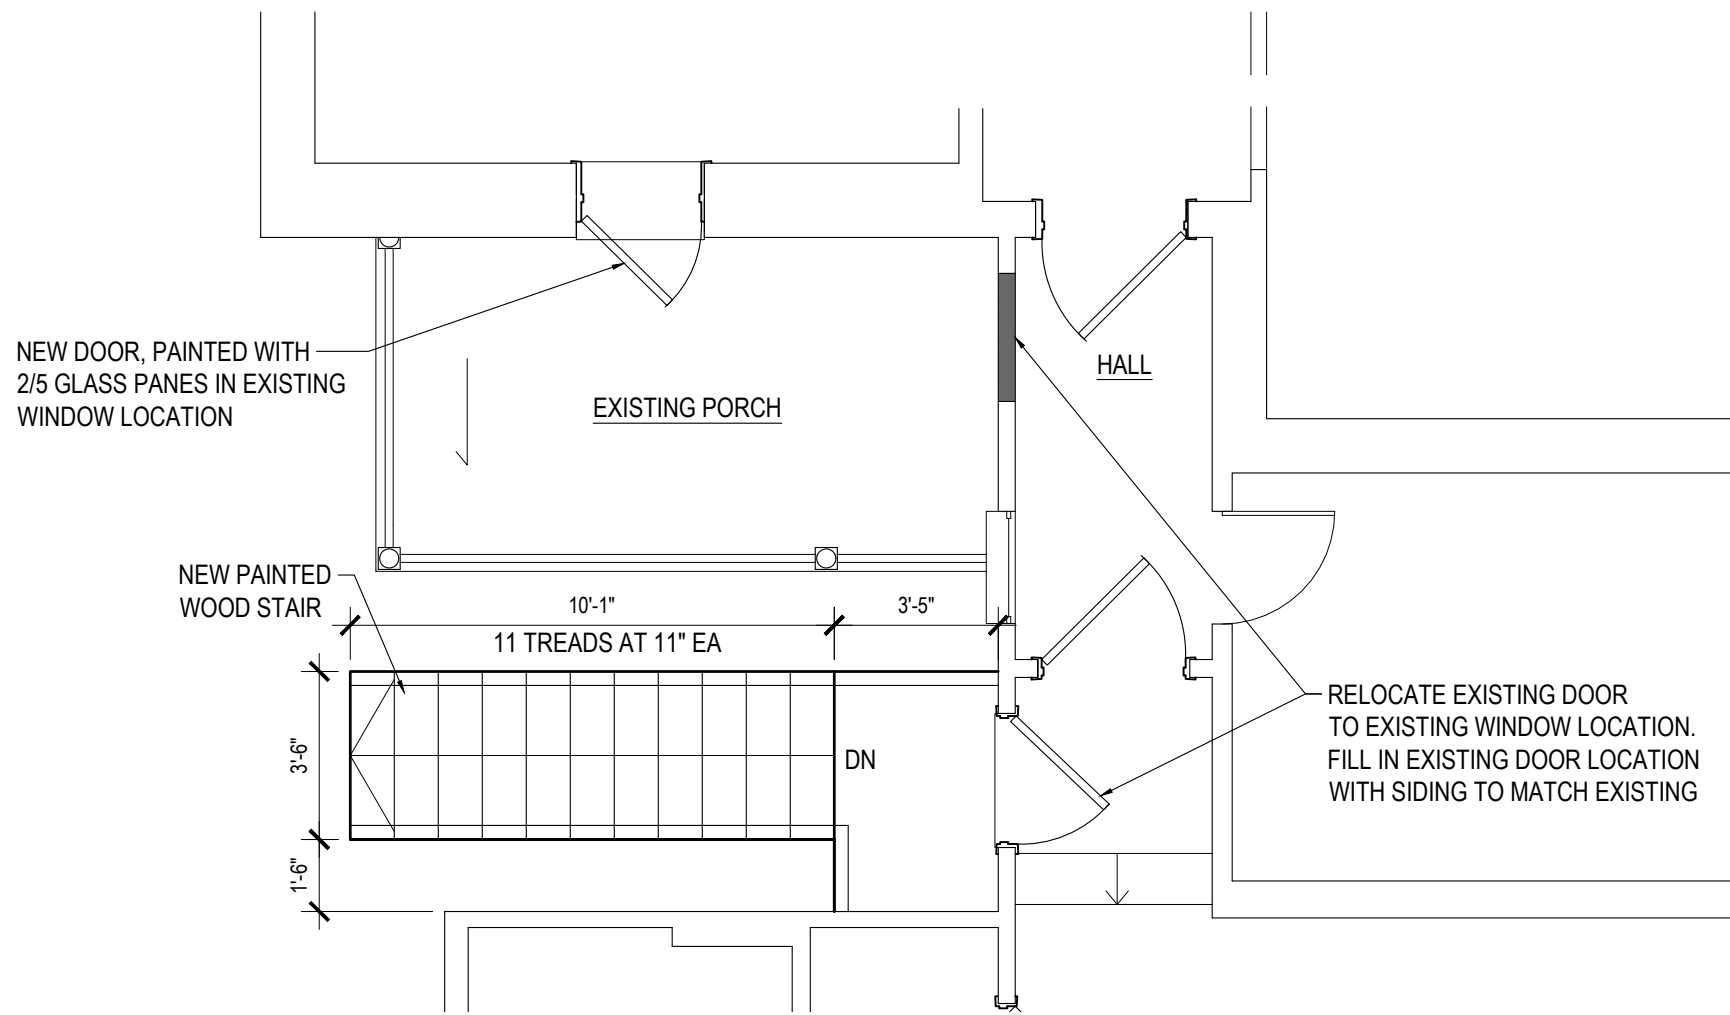 NEW DOOR, PAINTED WITH
2/5 GLASS PANES IN EXISTING
WINDOW LOCATION
EXISTING PORCH
HALL
NEW PAINTED
WOOD STAIR
10'-1"
3'-5"
11 TREADS AT 11" EA
3'-6"
DN
1'-6"
RELOCATE EXISTING DOOR
TO EXISTING WINDOW LOCATION.
FILL IN EXISTING DOOR LOCATION
WITH SIDING TO MATCH EXISTING